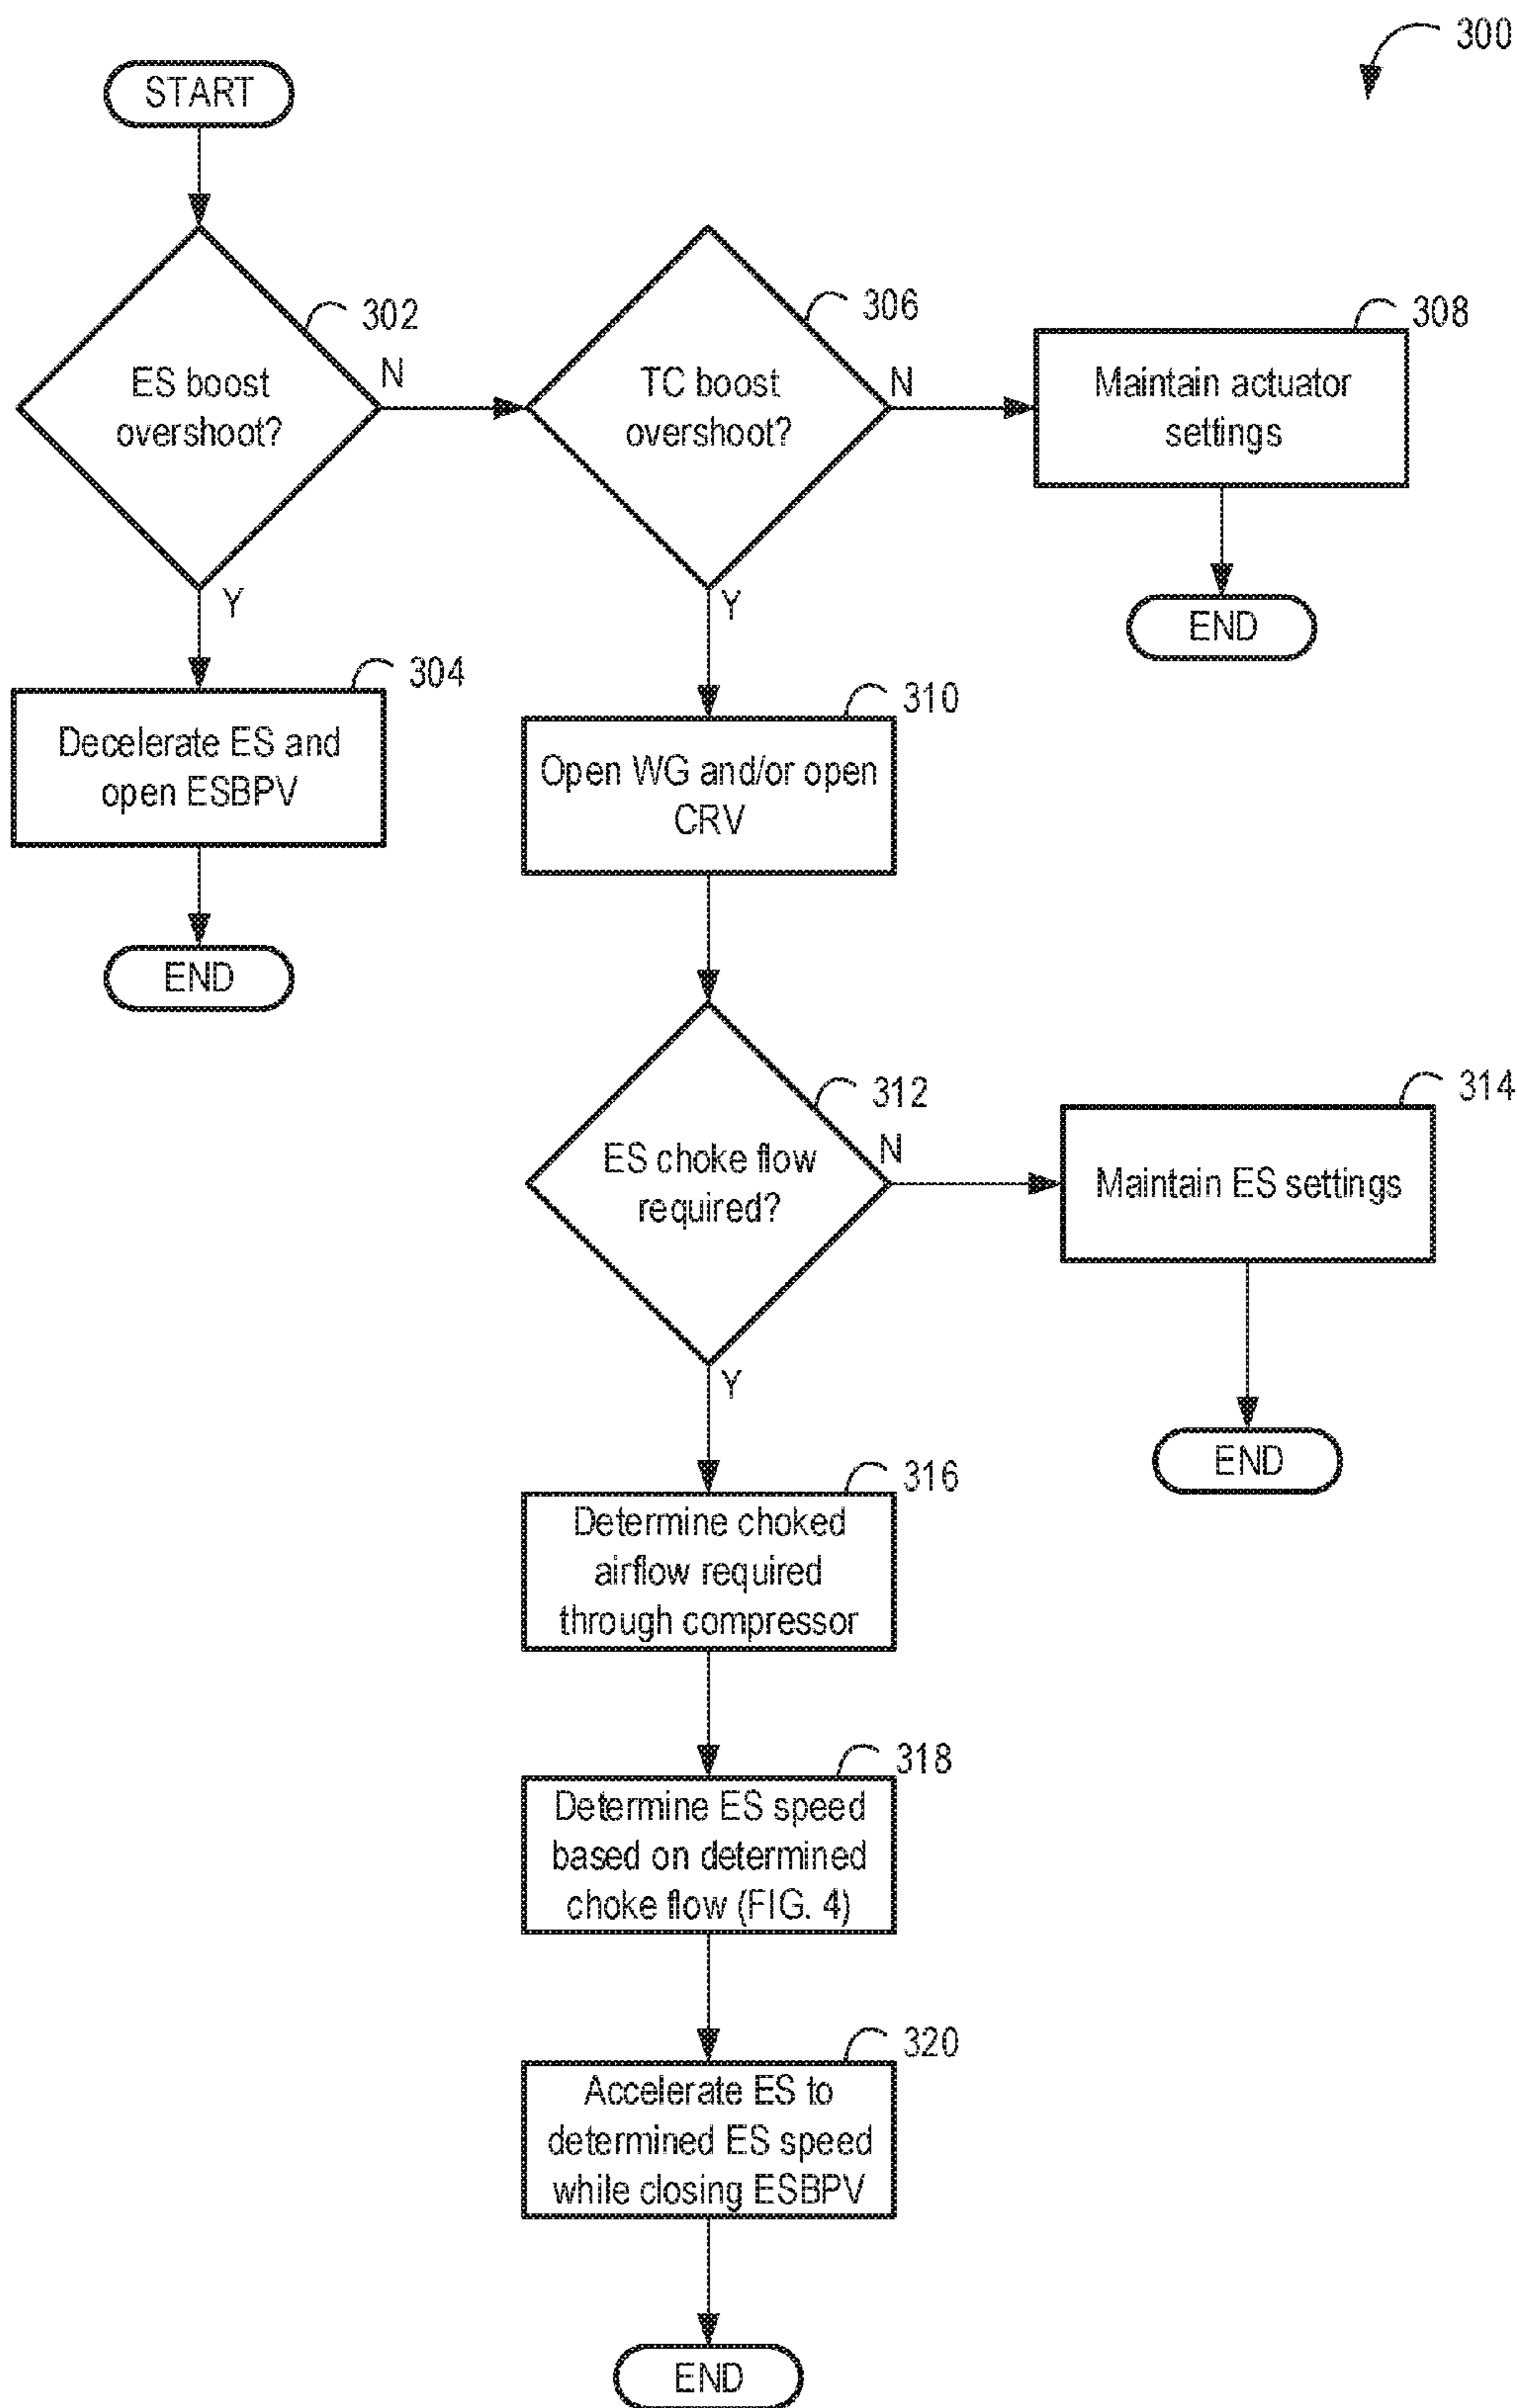 300
START
302
ES boost
overshoot?
N
Y
306
TC boost
overshoot?
N
Y
308
Maintain actuator
settings
END
304
Decelerate ES and
open ESBPV
END
310
Open WG and/or open
CRV
312
ES choke flow
required?
N
Y
314
Maintain ES settings
END
316
Determine choked
airflow required
through compressor
318
Determine ES speed
based on determined
choke flow (FIG. 4)
320
Accelerate ES to
determined ES speed
while closing ESBPV
END